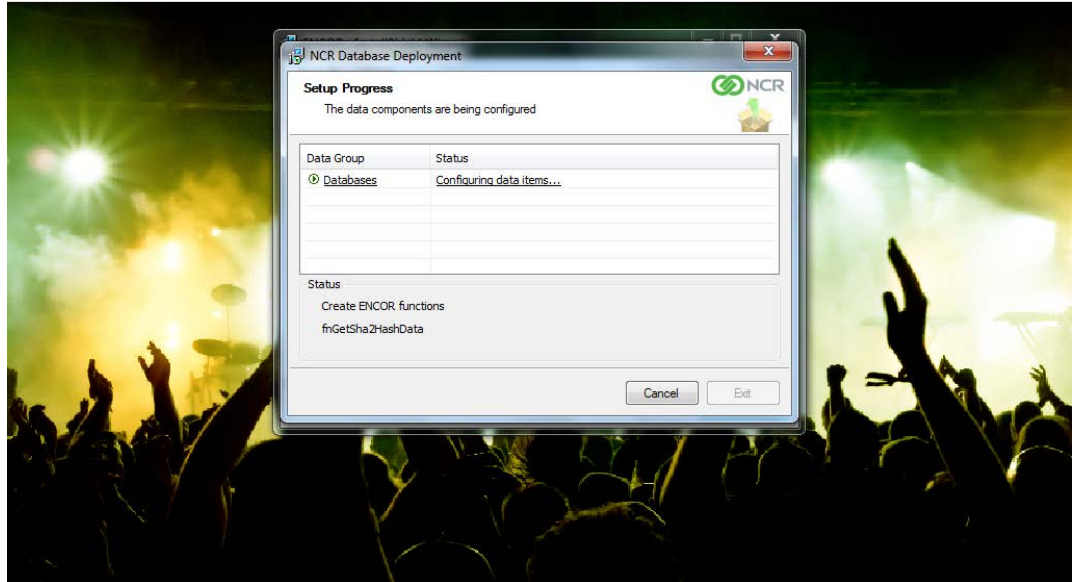 NCR Database Deployment
Setup Progress
The data components are being configured
NCR
Data Group Status
Databases Configuring data items...
Status
Create ENCOR functions
fnGetSha2HashData
Cancel Exit